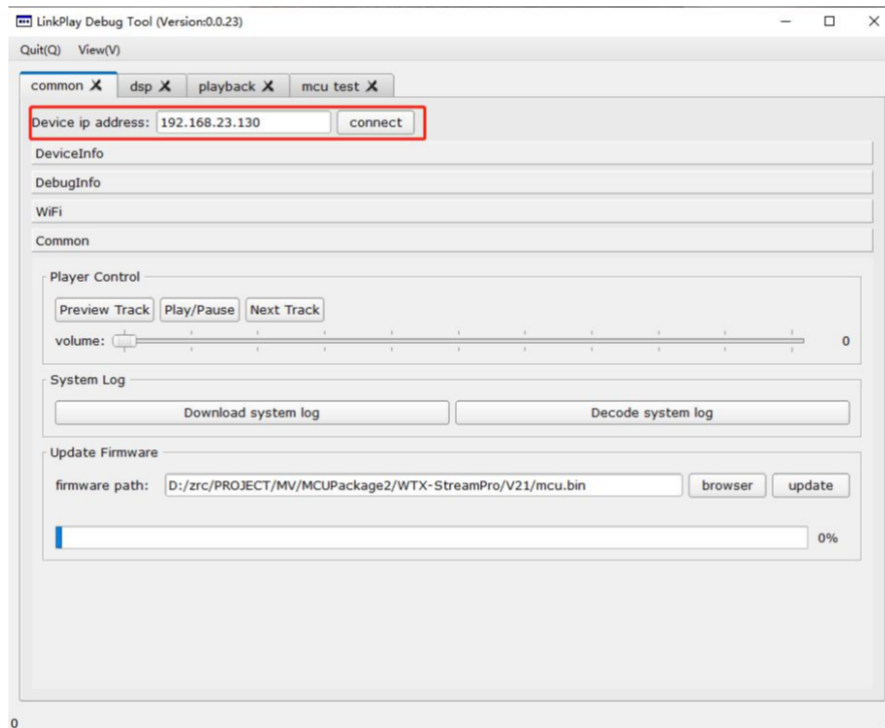 LinkPlay Debug Tool (Version:0.0.23)
Quit(Q) View(V)
common dsp playback mcu test
Device ip address: 192.168.23.130 connect
DeviceInfo
DebugInfo
WiFi
Common
Player Control
Preview Track Play/Pause Next Track
volume: 0
System Log
Download system log Decode system log
Update Firmware
firmware path: D:/zrc/PROJECT/MV/MCUPackage2/WTX-StreamPro/V21/mcu.bin browser update
0%
0